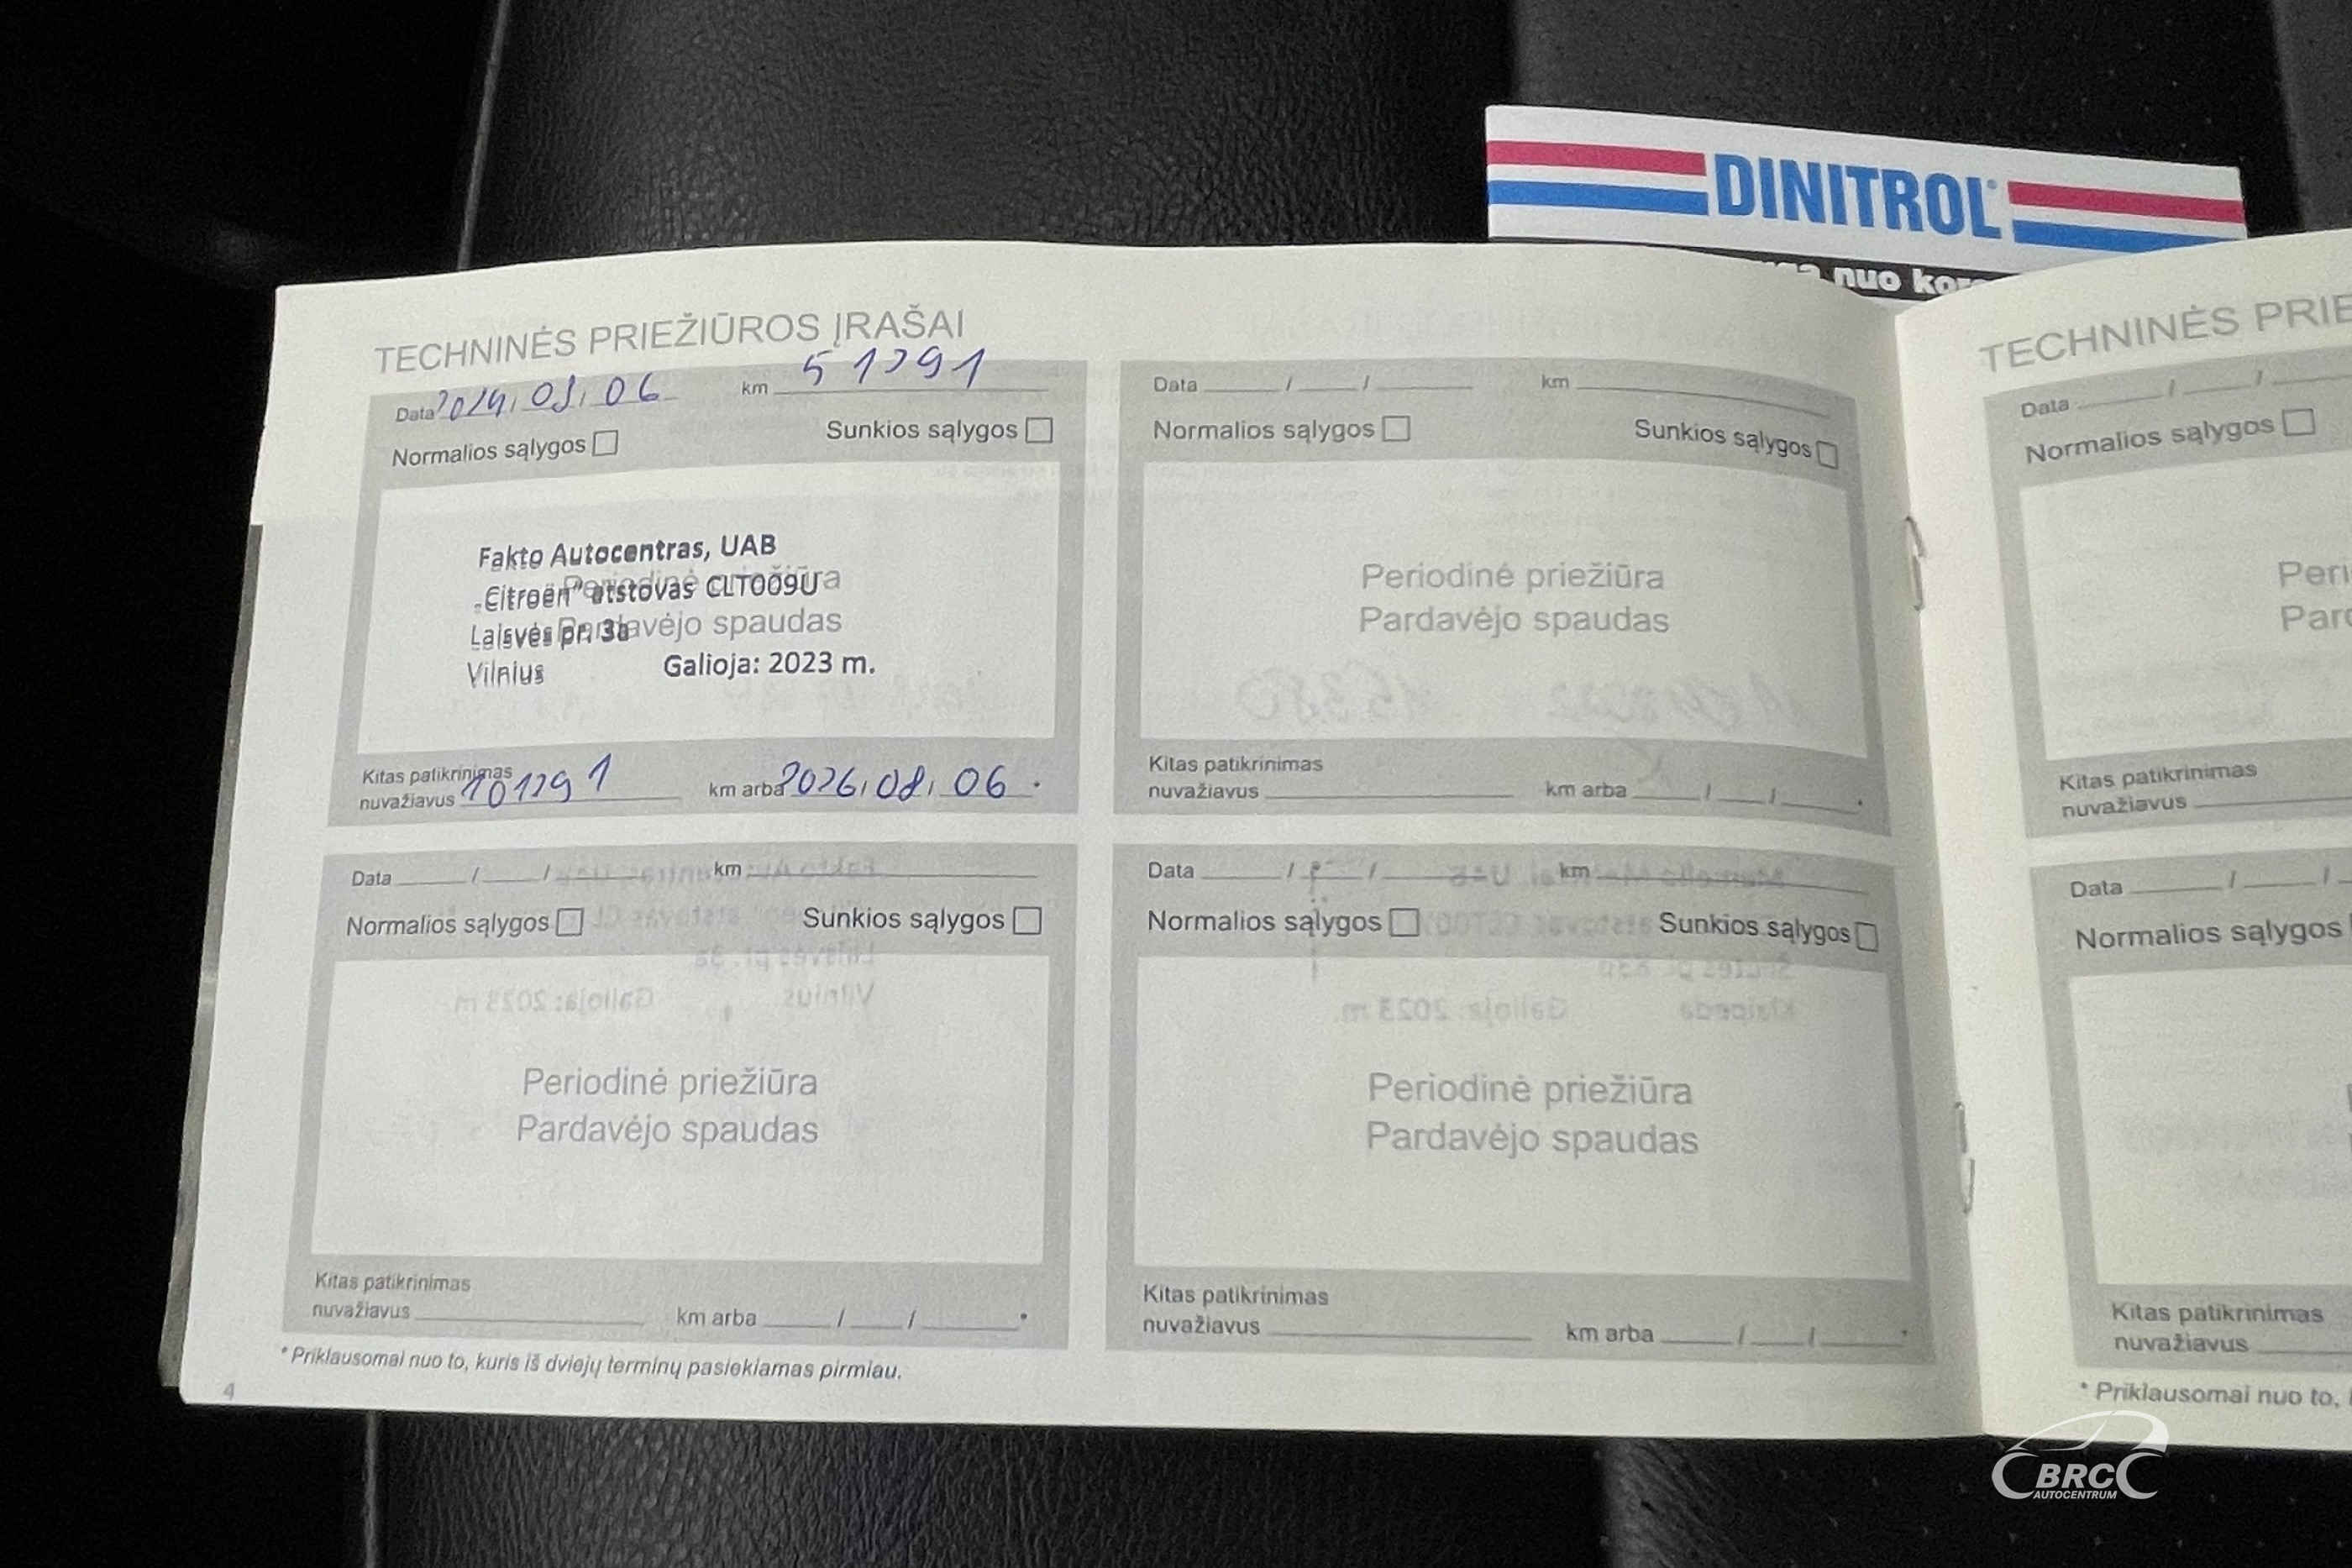 DINITROL
nuo
TECHNINĖS PRIEŽIŪROS ĮRAŠAI
Data 2024, 08, 06 km 51291
Normalios sąlygos Sunkios sąlygos
Fakto Autocentras, UAB
„Citroën" atstovas CLT009U
Periodinė priežiūra
Laisvės pr. 3a
Pardavėjo spaudas
Vilnius Galioja: 2023 m.
Kitas patikrinimas
nuvažiavus 101291 km arba 2026, 08, 06 *
Data / / km
Normalios sąlygos Sunkios sąlygos
Periodinė priežiūra
Pardavėjo spaudas
Kitas patikrinimas
nuvažiavus km arba / / *
Data / / km
Normalios sąlygos Sunkios sąlygos
Periodinė priežiūra
Pardavėjo spaudas
Kitas patikrinimas
nuvažiavus km arba / / *
Data / / km
Normalios sąlygos Sunkios sąlygos
Periodinė priežiūra
Pardavėjo spaudas
Kitas patikrinimas
nuvažiavus km arba / / *
* Priklausomai nuo to, kuris iš dviejų terminų pasiekiamas pirmiau.
4
TECHNINĖS PRIE
Data / /
Normalios sąlygos
Peri
Kitas patikrinimas
nuvažiavus
Data / /
Normalios sąlygos
Kitas patikrinimas
nuvažiavus
* Priklausomai nuo to,
BRC
AUTOCENTRUM